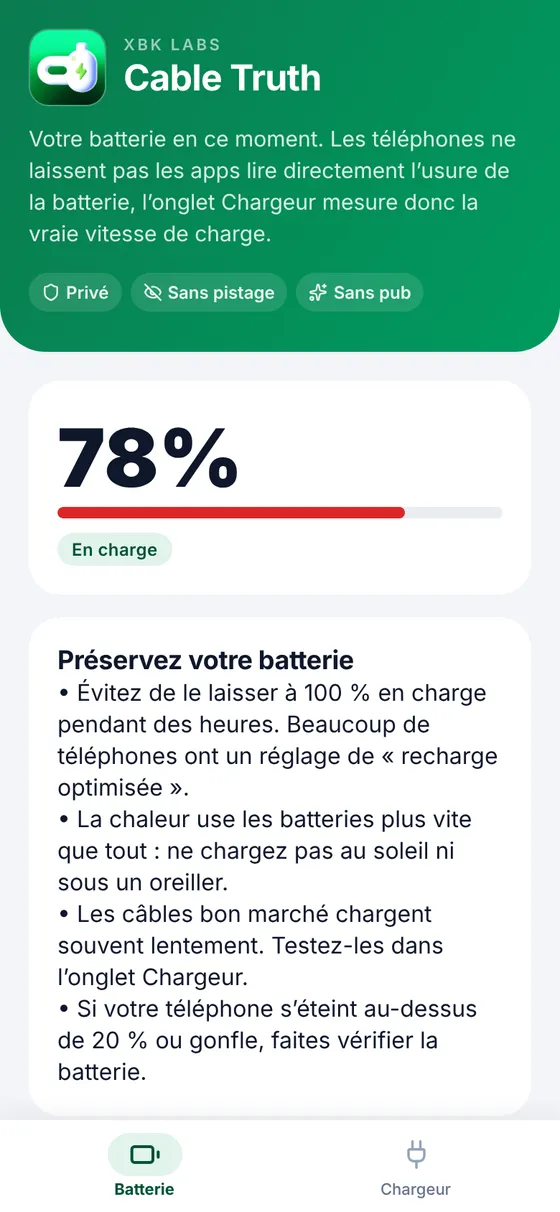 XBK LABS
Cable Truth
Votre batterie en ce moment. Les téléphones ne
laissent pas les apps lire directement l’usure de
la batterie, l’onglet Chargeur mesure donc la
vraie vitesse de charge.
Privé
Sans pistage
Sans pub
78%
En charge
Préservez votre batterie
• Évitez de le laisser à 100 % en charge
pendant des heures. Beaucoup de
téléphones ont un réglage de « recharge
optimisée ».
• La chaleur use les batteries plus vite
que tout : ne chargez pas au soleil ni
sous un oreiller.
• Les câbles bon marché chargent
souvent lentement. Testez-les dans
l’onglet Chargeur.
• Si votre téléphone s’éteint au-dessus
de 20 % ou gonfle, faites vérifier la
batterie.
Batterie
Chargeur